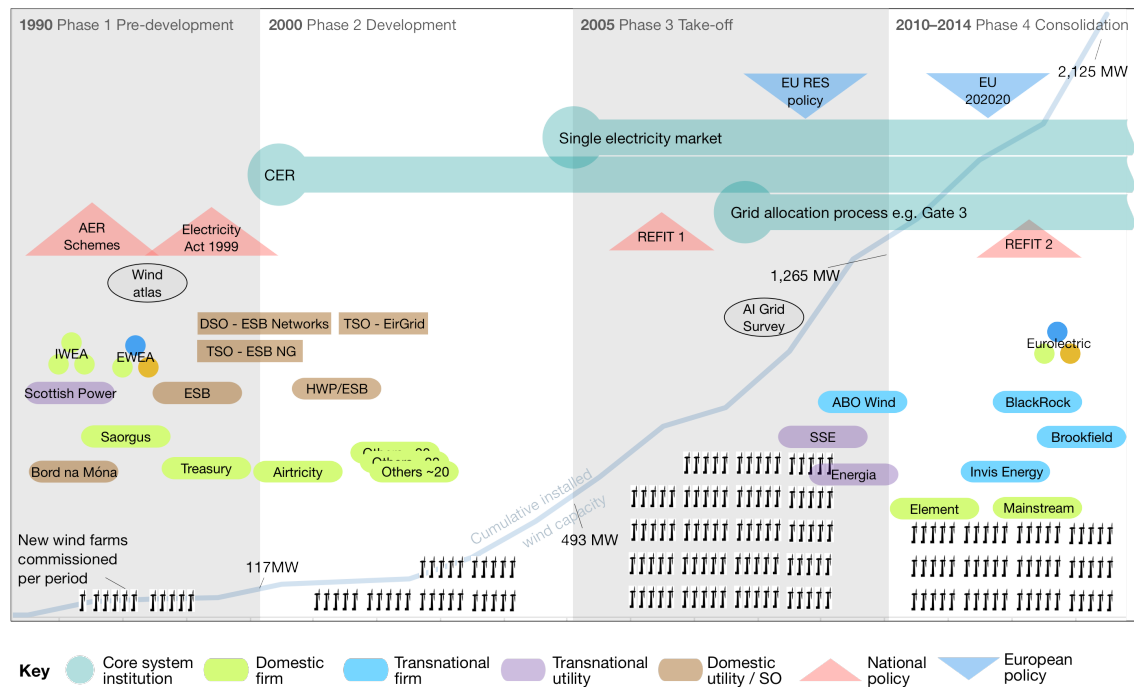 1990 Phase 1 Pre-development
2000 Phase 2 Development
2005 Phase 3 Take-off
2010–2014 Phase 4 Consolidation
2,125 MW
EU RES
policy
EU
202020
Single electricity market
CER
Grid allocation process e.g. Gate 3
AER
Schemes
Electricity
Act 1999
REFIT 1
REFIT 2
Wind
atlas
1,265 MW
AI Grid
Survey
DSO - ESB Networks
TSO - EirGrid
TSO - ESB NG
IWEA
EWEA
Eurolectric
Scottish Power
ESB
HWP/ESB
ABO Wind
BlackRock
Saorgus
SSE
Brookfield
Bord na Móna
Treasury
Airtricity
Others ~20
Others ~20
Others ~20
Energia
Invis Energy
Element
Mainstream
Cumulative installed
wind capacity
493 MW
New wind farms
commissioned
per period
117MW
Key
Core system
institution
Domestic
firm
Transnational
firm
Transnational
utility
Domestic
utility / SO
National
policy
European
policy